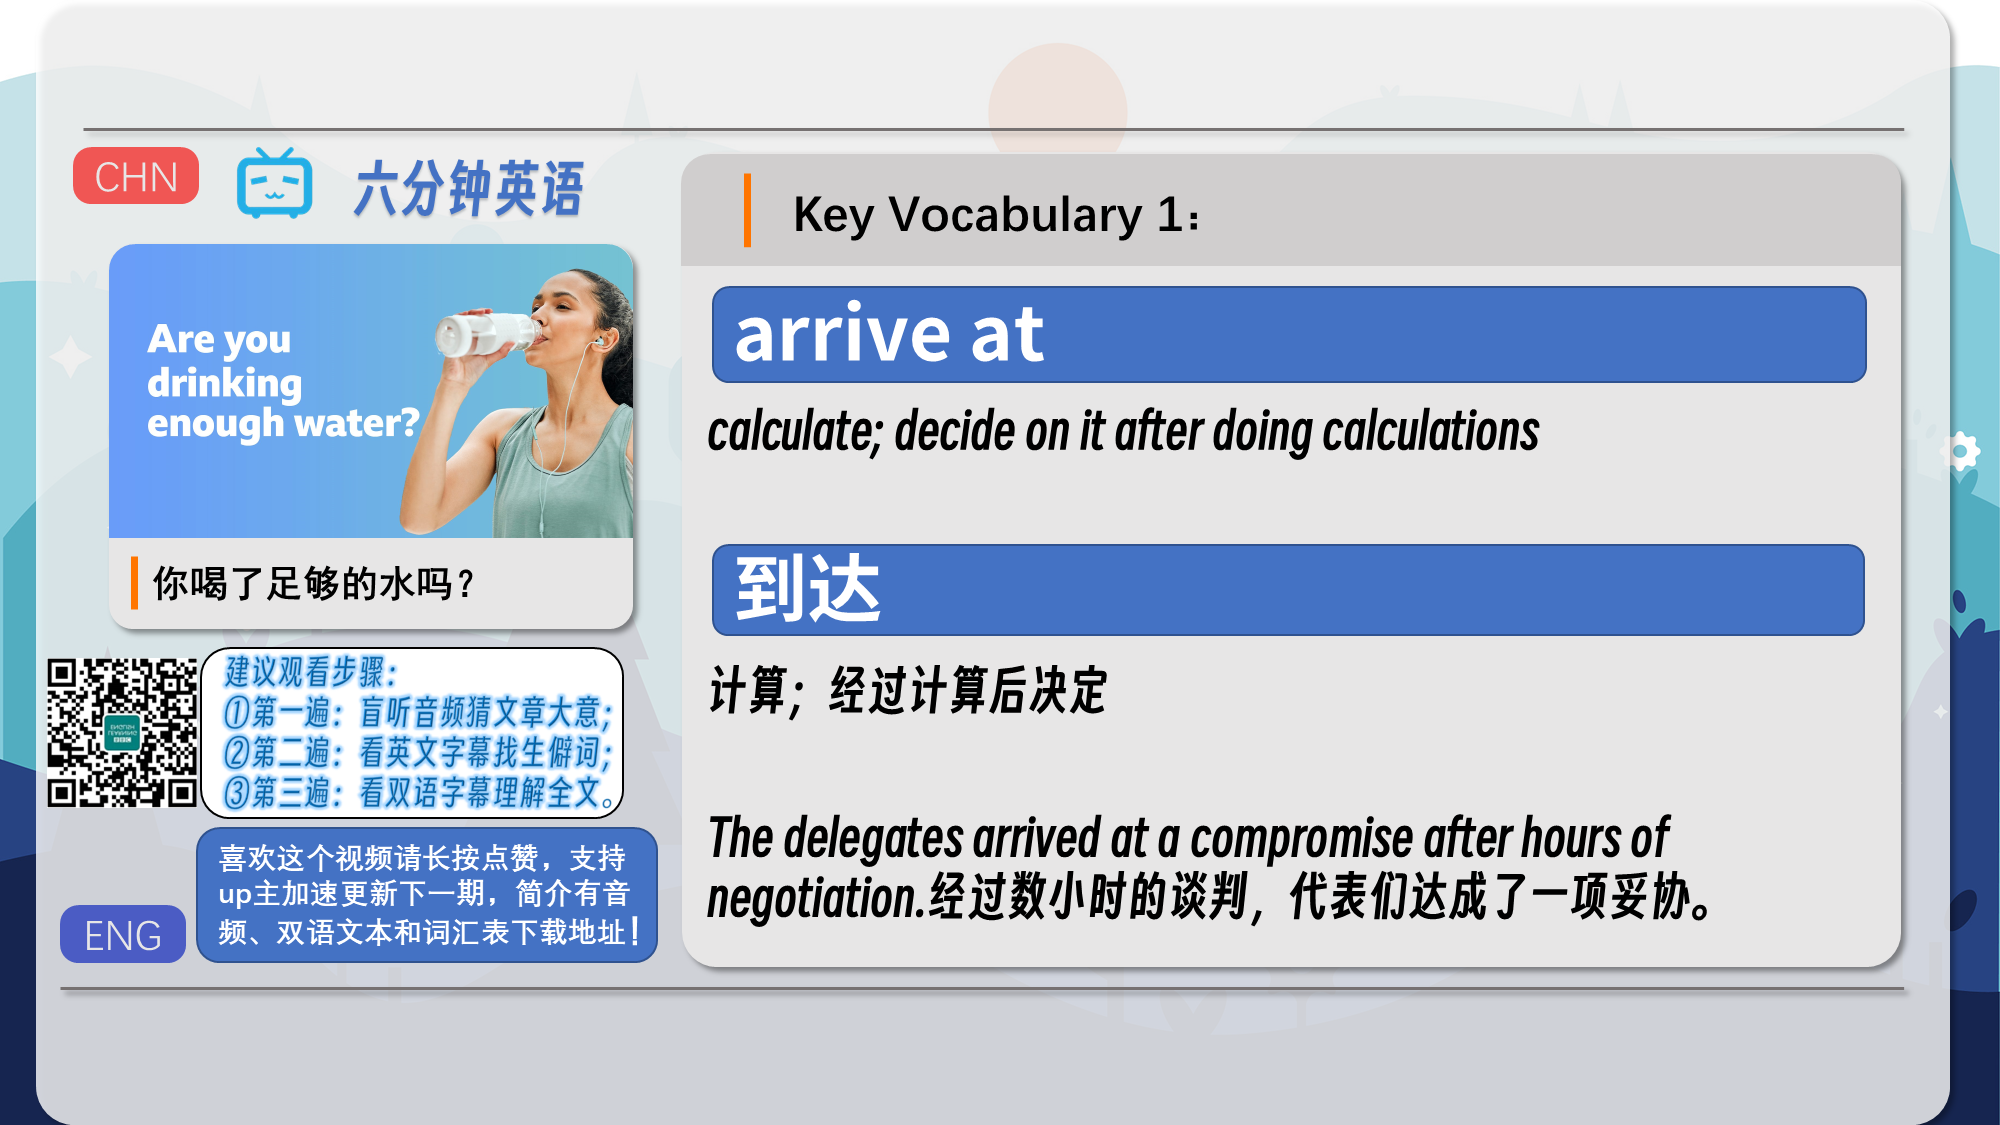 CHN
六分钟英语
Are you
drinking
enough water?
你喝了足够的水吗？
建议观看步骤：
①第一遍：盲听音频猜文章大意；
②第二遍：看英文字幕找生僻词；
③第三遍：看双语字幕理解全文。
喜欢这个视频请长按点赞，支持
up主加速更新下一期，简介有音
频、双语文本和词汇表下载地址！
ENG
Key Vocabulary 1：
arrive at
calculate; decide on it after doing calculations
到达
计算；经过计算后决定
The delegates arrived at a compromise after hours of
negotiation.经过数小时的谈判，代表们达成了一项妥协。